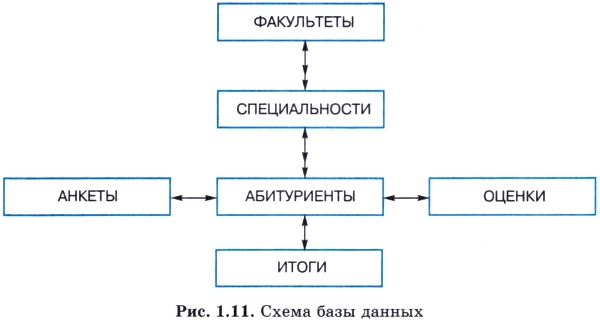 ФАКУЛЬТЕТЫ
СПЕЦИАЛЬНОСТИ
АНКЕТЫ
АБИТУРИЕНТЫ
ОЦЕНКИ
ИТОГИ
Рис. 1.11. Схема базы данных